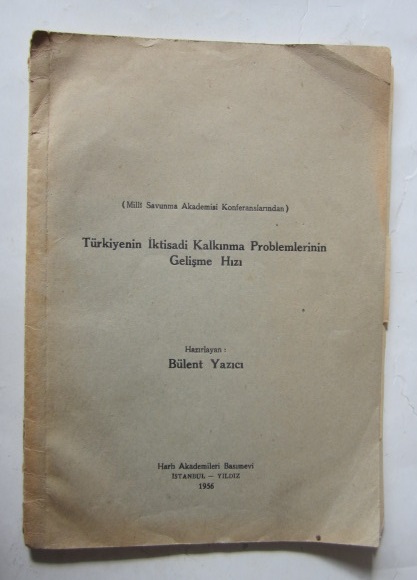 (Millî Savunma Akademisi Konferanslarından)
Türkiyenin İktisadi Kalkınma Problemlerinin
Gelişme Hızı
Hazırlayan :
Bülent Yazıcı
Harb Akademileri Basımevi
İSTANBUL — YILDIZ
1956